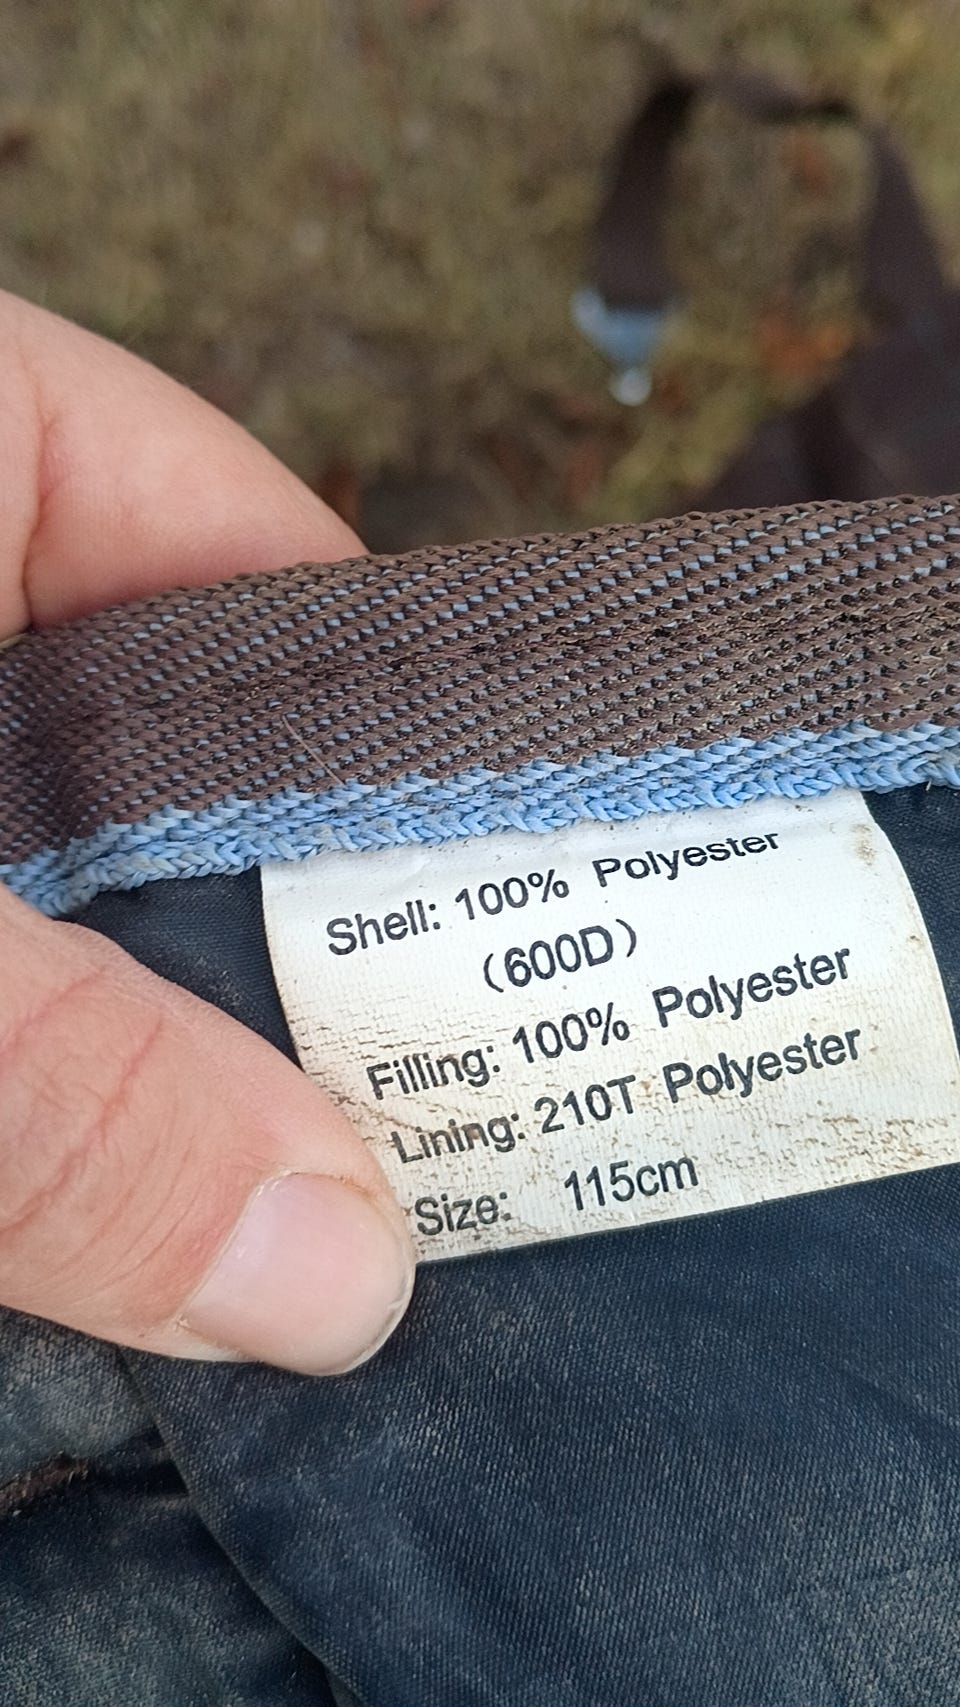 Shell: 100% Polyester
(600D)
Filling: 100% Polyester
Lining: 210T Polyester
Size: 115cm